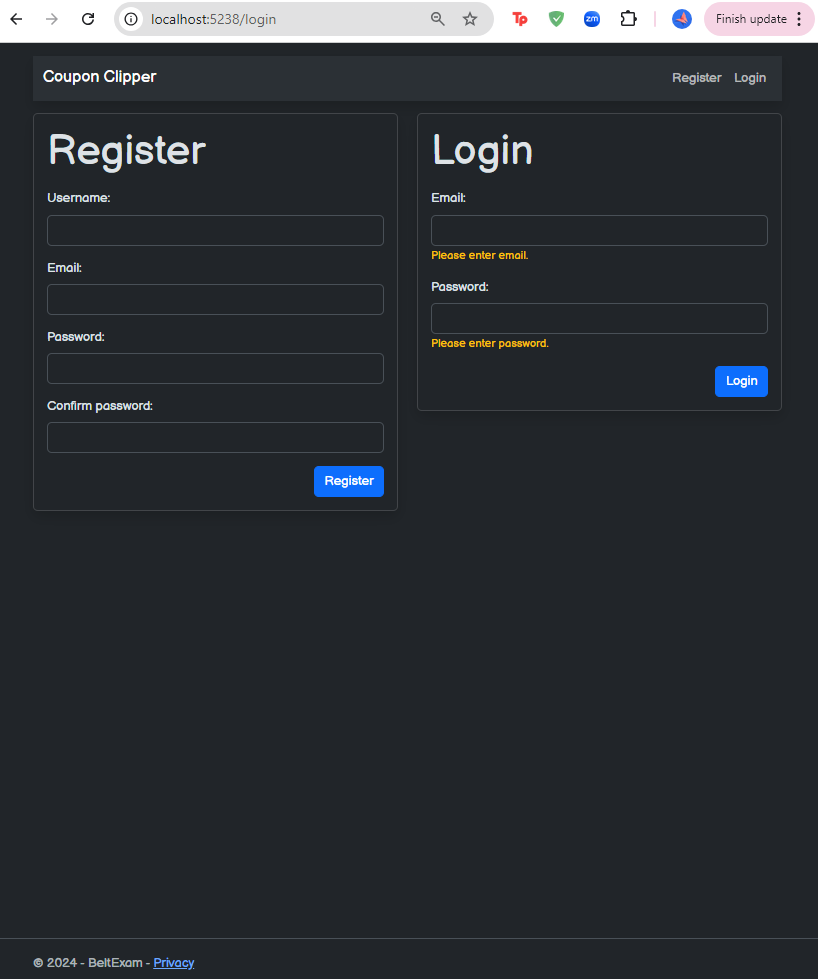 localhost:5238/login
Tp
zm
Finish update
Coupon Clipper
Register Login
Register
Username:
Email:
Password:
Confirm password:
Register
Login
Email:
Please enter email.
Password:
Please enter password.
Login
© 2024 - BeltExam - Privacy